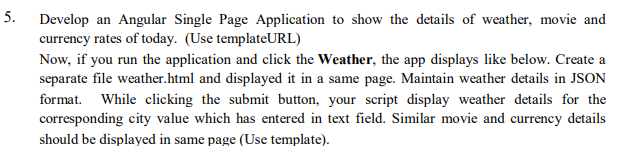 5. Develop an Angular Single Page Application to show the details of weather, movie and
currency rates of today. (Use templateURL)
Now, if you run the application and click the Weather, the app displays like below. Create a
separate file weather.html and displayed it in a same page. Maintain weather details in JSON
format. While clicking the submit button, your script display weather details for the
corresponding city value which has entered in text field. Similar movie and currency details
should be displayed in same page (Use template).